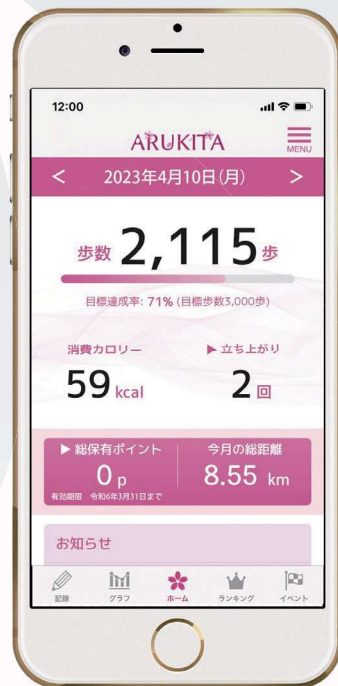 12:00
ARUKITA
MENU
< 2023年4月10日(月) >
歩数 2,115 歩
目標達成率: 71% (目標歩数3,000歩)
消費カロリー ▶ 立ち上がり
59 kcal 2 回
▶ 総保有ポイント 今月の総距離
0 p 8.55 km
有効期限 令和6年3月31日まで
お知らせ
記録 グラフ ホーム ランキング イベント